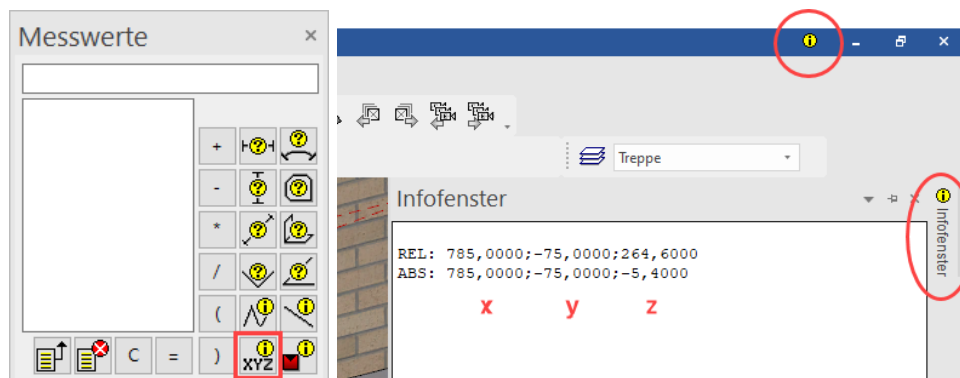 Messwerte
+
-
*
/
(
C
=
)
XYZ
Treppe
Infofenster
Infofenster
REL: 785,0000;-75,0000;264,6000
ABS: 785,0000;-75,0000;-5,4000
x y z